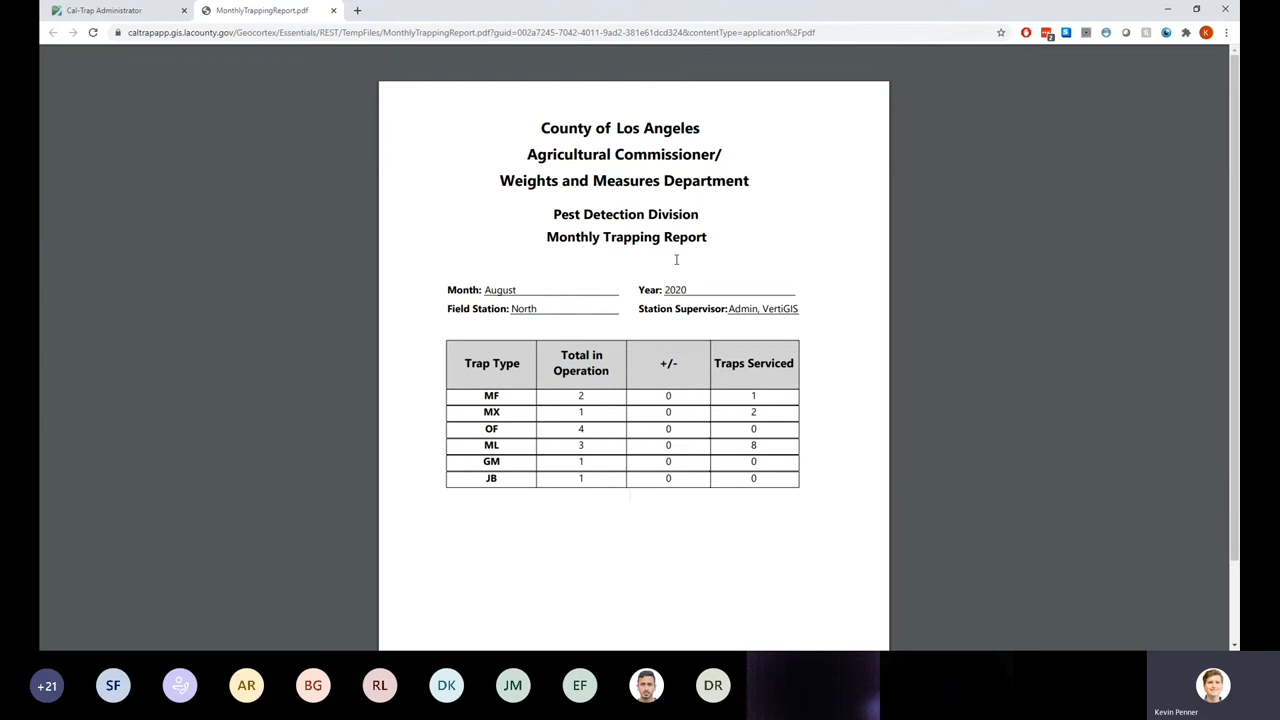 Cal-Trap Administrator
MonthlyTrappingReport.pdf
caltrapapp.gis.lacounty.gov/Geocortex/Essentials/REST/TempFiles/MonthlyTrappingReport.pdf?guid=002a7245-7042-4011-9ad2-381e61dcd324&contentType=application%2Fpdf
2
K
County of Los Angeles
Agricultural Commissioner/
Weights and Measures Department
Pest Detection Division
Monthly Trapping Report
Month: August Year: 2020
Field Station: North Station Supervisor: Admin, VertiGIS
Trap Type Total in Operation +/- Traps Serviced
MF 2 0 1
MX 1 0 2
OF 4 0 0
ML 3 0 8
GM 1 0 0
JB 1 0 0
+21 SF AR BG RL DK JM EF DR
Kevin Penner